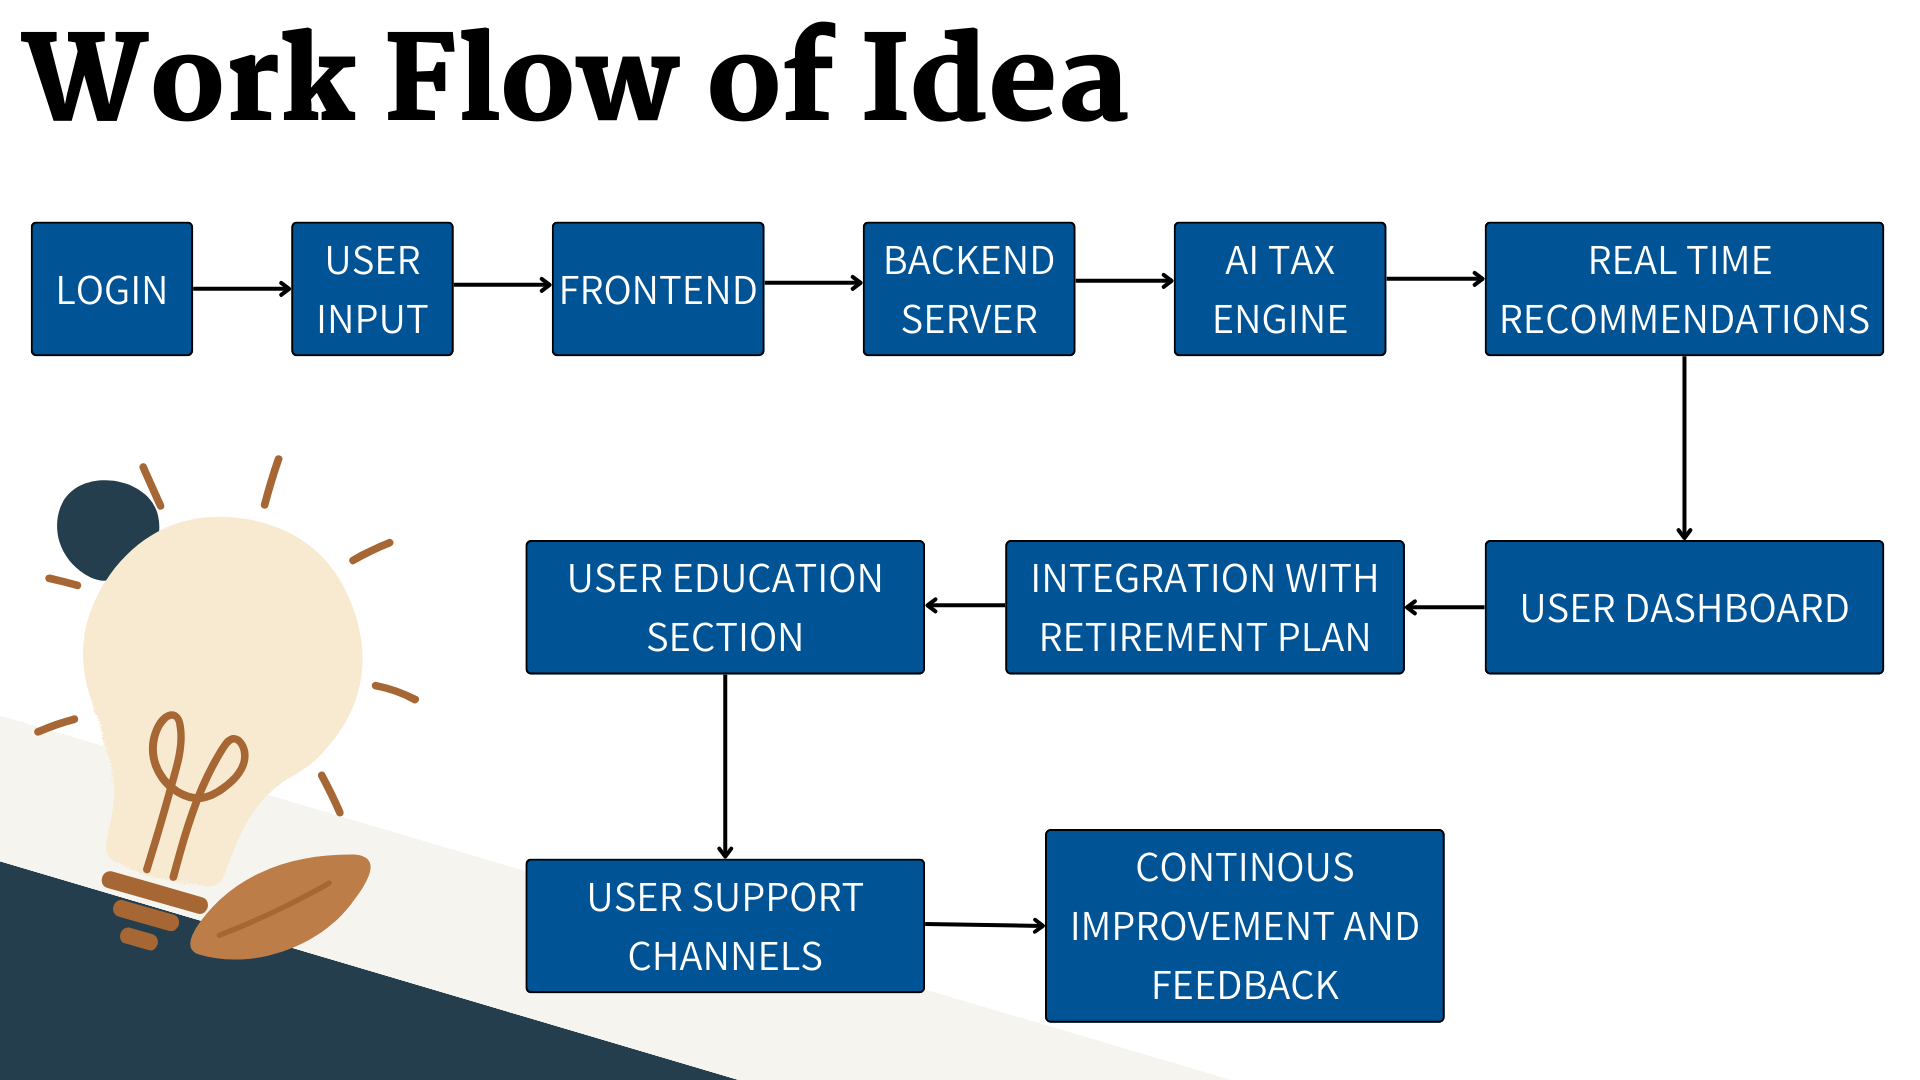 Work Flow of Idea
LOGIN
USER
INPUT
FRONTEND
BACKEND
SERVER
AI TAX
ENGINE
REAL TIME
RECOMMENDATIONS
USER DASHBOARD
INTEGRATION WITH
RETIREMENT PLAN
USER EDUCATION
SECTION
USER SUPPORT
CHANNELS
CONTINOUS
IMPROVEMENT AND
FEEDBACK